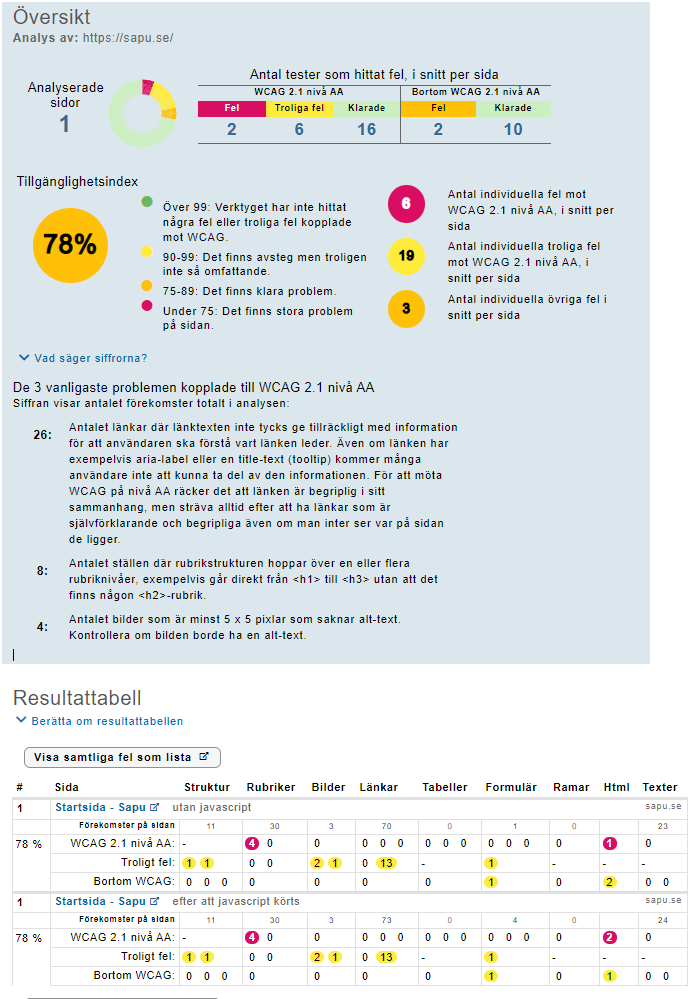 Översikt
Analys av: https://sapu.se/
Analyserade
sidor
1
Antal tester som hittat fel, i snitt per sida
WCAG 2.1 nivå AA Bortom WCAG 2.1 nivå AA
Fel Troliga fel Klarade Fel Klarade
2 6 16 2 10
Tillgänglighetsindex
78%
Över 99: Verktyget har inte hittat
några fel eller troliga fel kopplade
mot WCAG.
90-99: Det finns avsteg men troligen
inte så omfattande.
75-89: Det finns klara problem.
Under 75: Det finns stora problem
på sidan.
6
Antal individuella fel mot
WCAG 2.1 nivå AA, i snitt per
sida
19
Antal individuella troliga fel
mot WCAG 2.1 nivå AA, i
snitt per sida
3
Antal individuella övriga fel i
snitt per sida
Vad säger siffrorna?
De 3 vanligaste problemen kopplade till WCAG 2.1 nivå AA
Siffran visar antalet förekomster totalt i analysen:
26:
Antalet länkar där länktexten inte tycks ge tillräckligt med information
för att användaren ska förstå vart länken leder. Även om länken har
exempelvis aria-label eller en title-text (tooltip) kommer många
användare inte att kunna ta del av den informationen. För att möta
WCAG på nivå AA räcker det att länken är begriplig i sitt
sammanhang, men sträva alltid efter att ha länkar som är
självförklarande och begripliga även om man inter ser var på sidan
de ligger.
8:
Antalet ställen där rubrikstrukturen hoppar över en eller flera
rubriknivåer, exempelvis går direkt från <h1> till <h3> utan att det
finns någon <h2>-rubrik.
4:
Antalet bilder som är minst 5 x 5 pixlar som saknar alt-text.
Kontrollera om bilden borde ha en alt-text.
Resultattabell
Berätta om resultattabellen
Visa samtliga fel som lista
# Sida Struktur Rubriker Bilder Länkar Tabeller Formulär Ramar Html Texter
1 Startsida - Sapu utan javascript sapu.se
Förekomster på sidan 11 30 3 70 0 1 0 23
78 % WCAG 2.1 nivå AA: - 4 0 0 0 0 0 0 0 0 0 0 0 0 1 0
Troligt fel: 1 1 0 0 2 1 0 13 - 1 - - -
Bortom WCAG: 0 0 0 0 0 0 0 1 0 2 0 0
1 Startsida - Sapu efter att javascript körts sapu.se
Förekomster på sidan 11 30 3 73 0 4 0 24
78 % WCAG 2.1 nivå AA: - 4 0 0 0 0 0 0 0 0 0 0 0 0 2 0
Troligt fel: 1 1 0 0 2 1 0 13 - 1 - - -
Bortom WCAG: 0 0 0 0 0 0 0 1 0 1 0 0